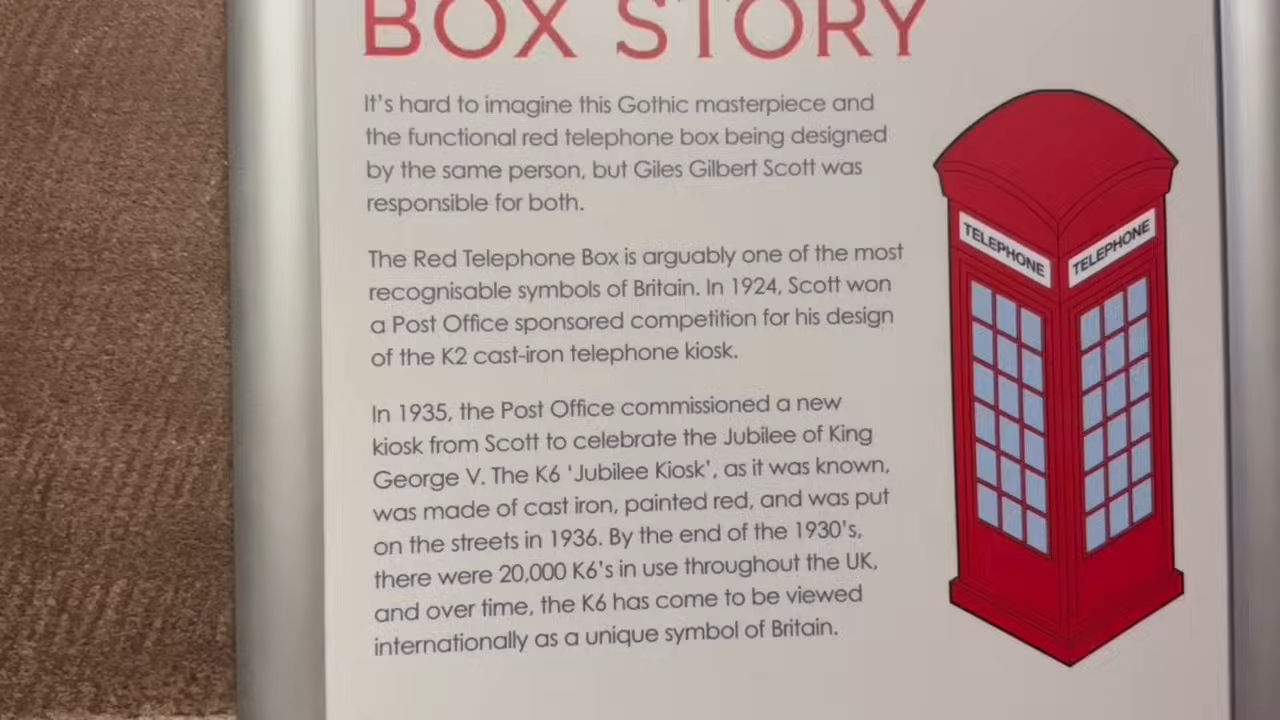 BOX STORY
It's hard to imagine this Gothic masterpiece and
the functional red telephone box being designed
by the same person, but Giles Gilbert Scott was
responsible for both.
The Red Telephone Box is arguably one of the most
recognisable symbols of Britain. In 1924, Scott won
a Post Office sponsored competition for his design
of the K2 cast-iron telephone kiosk.
In 1935, the Post Office commissioned a new
kiosk from Scott to celebrate the Jubilee of King
George V. The K6 'Jubilee Kiosk', as it was known,
was made of cast iron, painted red, and was put
on the streets in 1936. By the end of the 1930's,
there were 20,000 K6's in use throughout the UK,
and over time, the K6 has come to be viewed
internationally as a unique symbol of Britain.
TELEPHONE
TELEPHONE